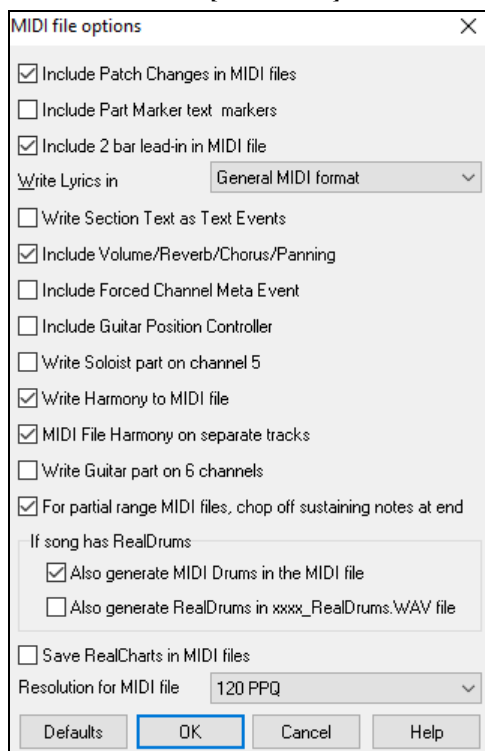 MIDI file options
Include Patch Changes in MIDI files
Include Part Marker text markers
Include 2 bar lead-in in MIDI file
Write Lyrics in General MIDI format
Write Section Text as Text Events
Include Volume/Reverb/Chorus/Panning
Include Forced Channel Meta Event
Include Guitar Position Controller
Write Soloist part on channel 5
Write Harmony to MIDI file
MIDI File Harmony on separate tracks
Write Guitar part on 6 channels
For partial range MIDI files, chop off sustaining notes at end
If song has RealDrums
Also generate MIDI Drums in the MIDI file
Also generate RealDrums in xxxx_RealDrums.WAV file
Save RealCharts in MIDI files
Resolution for MIDI file 120 PPQ
Defaults OK Cancel Help